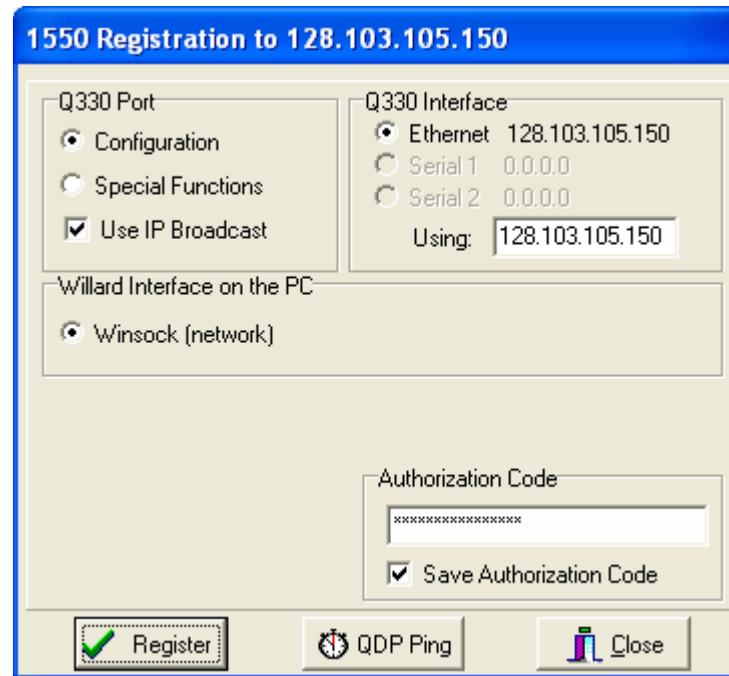 1550 Registration to 128.103.105.150
Q330 Port
Configuration
Special Functions
Use IP Broadcast
Q330 Interface
Ethernet 128.103.105.150
Serial 1 0.0.0.0
Serial 2 0.0.0.0
Using: 128.103.105.150
Willard Interface on the PC
Winsock (network)
Authorization Code
****************
Save Authorization Code
Register QDP Ping Close